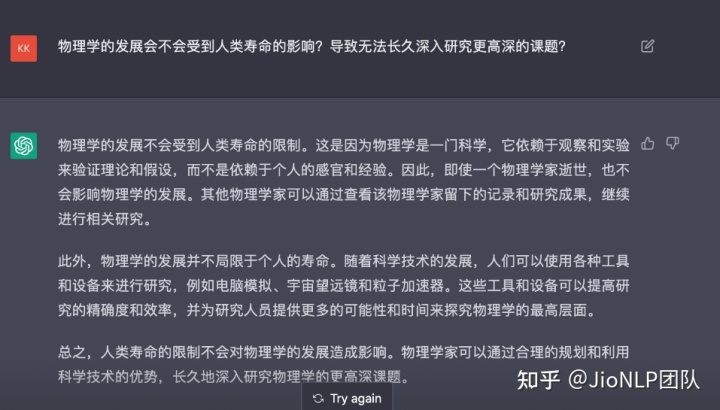 KK
物理学的发展会不会受到人类寿命的影响？导致无法长久深入研究更高深的课题？
物理学的发展不会受到人类寿命的限制。这是因为物理学是一门科学，它依赖于观察和实验
来验证理论和假设，而不是依赖于个人的感官和经验。因此，即使一个物理学家逝世，也不
会影响物理学的发展。其他物理学家可以通过查看该物理学家留下的记录和研究成果，继续
进行相关研究。
此外，物理学的发展并不局限于个人的寿命。随着科学技术的发展，人们可以使用各种工具
和设备来进行研究，例如电脑模拟、宇宙望远镜和粒子加速器。这些工具和设备可以提高研
究的精确度和效率，并为研究人员提供更多的可能性和时间来探究物理学的最高层面。
总之，人类寿命的限制不会对物理学的发展造成影响。物理学家可以通过合理的规划和利用
科学技术的优势，长久地深入研究物理学的更高深课题。
知乎 @JioNLP团队
Try again